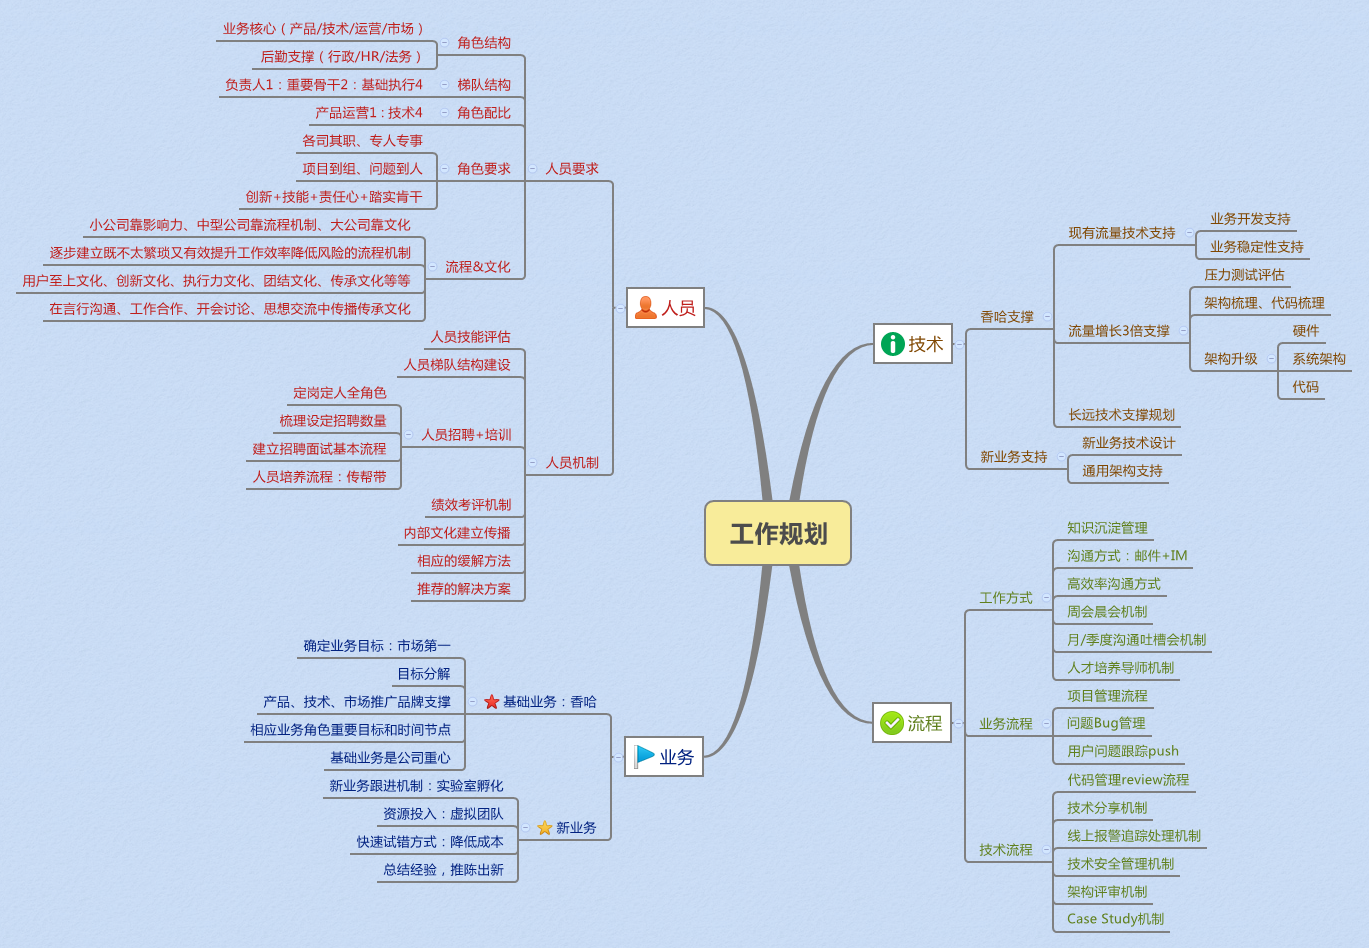 工作规划
人员
人员要求
角色结构
业务核心（产品/技术/运营/市场）
后勤支撑（行政/HR/法务）
梯队结构
负责人1：重要骨干2：基础执行4
角色配比
产品运营1 : 技术4
角色要求
各司其职、专人专事
项目到组、问题到人
创新+技能+责任心+踏实肯干
流程&文化
小公司靠影响力、中型公司靠流程机制、大公司靠文化
逐步建立既不太繁琐又有效提升工作效率降低风险的流程机制
用户至上文化、创新文化、执行力文化、团结文化、传承文化等等
在言行沟通、工作合作、开会讨论、思想交流中传播传承文化
人员机制
人员技能评估
人员梯队结构建设
人员招聘+培训
定岗定人全角色
梳理设定招聘数量
建立招聘面试基本流程
人员培养流程：传帮带
绩效考评机制
内部文化建立传播
相应的缓解方法
推荐的解决方案
业务
基础业务：香哈
确定业务目标：市场第一
目标分解
产品、技术、市场推广品牌支撑
相应业务角色重要目标和时间节点
基础业务是公司重心
新业务
新业务跟进机制：实验室孵化
资源投入：虚拟团队
快速试错方式：降低成本
总结经验，推陈出新
技术
香哈支撑
现有流量技术支持
业务开发支持
业务稳定性支持
流量增长3倍支撑
压力测试评估
架构梳理、代码梳理
架构升级
硬件
系统架构
代码
长远技术支撑规划
新业务支持
新业务技术设计
通用架构支持
流程
工作方式
知识沉淀管理
沟通方式：邮件+IM
高效率沟通方式
周会晨会机制
月/季度沟通吐槽会机制
人才培养导师机制
业务流程
项目管理流程
问题Bug管理
用户问题跟踪push
技术流程
代码管理review流程
技术分享机制
线上报警追踪处理机制
技术安全管理机制
架构评审机制
Case Study机制